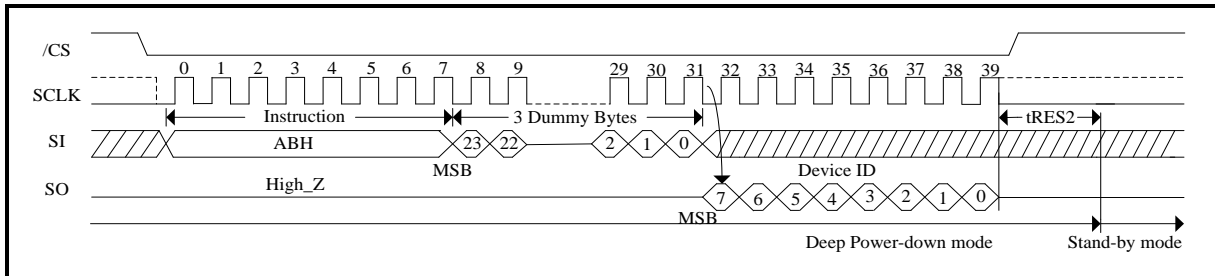 /CS
0 1 2 3 4 5 6 7 8 9 29 30 31 32 33 34 35 36 37 38 39
SCLK
Instruction 3 Dummy Bytes tRES2
SI ABH 23 22 2 1 0
MSB Device ID
SO High_Z 7 6 5 4 3 2 1 0
MSB
Deep Power-down mode Stand-by mode